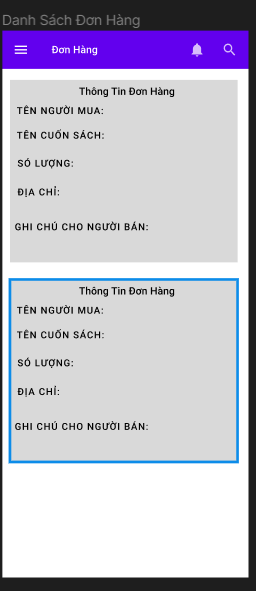 Danh Sách Đơn Hàng
Đơn Hàng
Thông Tin Đơn Hàng
TÊN NGƯỜI MUA:
TÊN CUỐN SÁCH:
SỐ LƯỢNG:
ĐỊA CHỈ:
GHI CHÚ CHO NGƯỜI BÁN:
Thông Tin Đơn Hàng
TÊN NGƯỜI MUA:
TÊN CUỐN SÁCH:
SỐ LƯỢNG:
ĐỊA CHỈ:
GHI CHÚ CHO NGƯỜI BÁN: